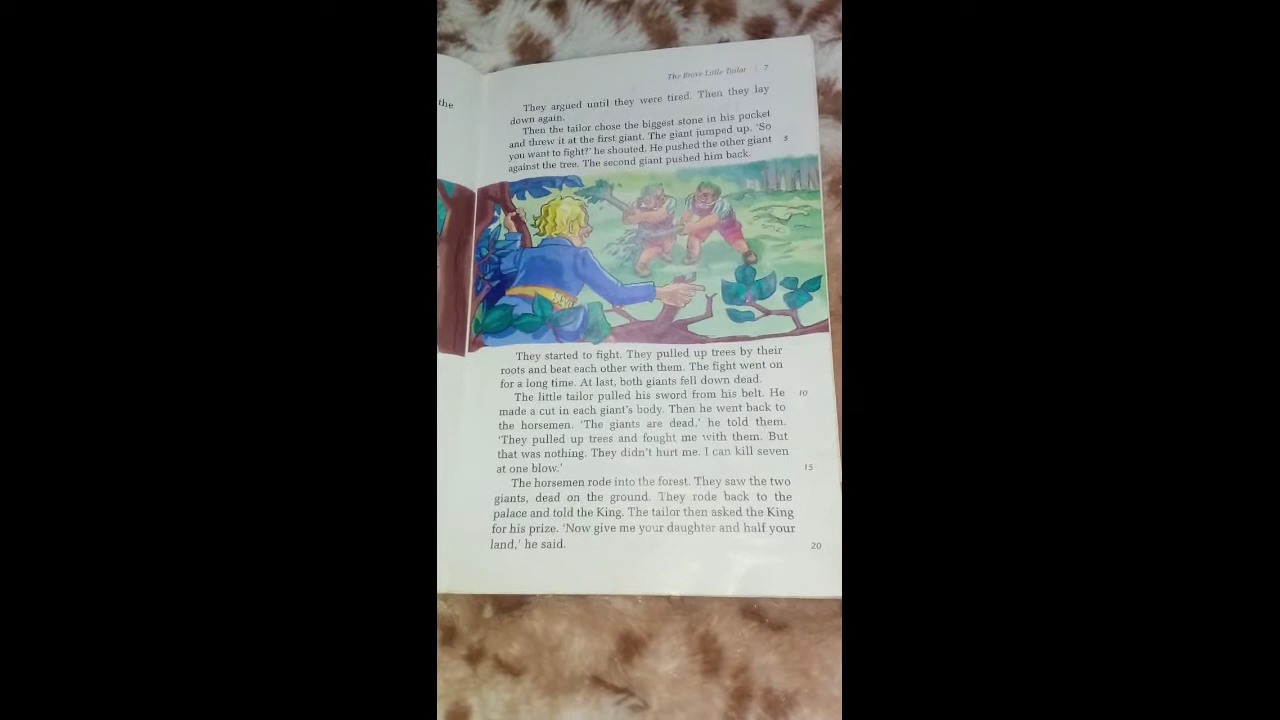 the
The Brave Little Tailor 7
They argued until they were tired. Then they lay
down again.
Then the tailor chose the biggest stone in his pocket
and threw it at the first giant. The giant jumped up. 'So
you want to fight?' he shouted. He pushed the other giant 5
against the tree. The second giant pushed him back.
They started to fight. They pulled up trees by their
roots and beat each other with them. The fight went on
for a long time. At last, both giants fell down dead.
The little tailor pulled his sword from his belt. He 10
made a cut in each giant's body. Then he went back to
the horsemen. 'The giants are dead,' he told them.
'They pulled up trees and fought me with them. But
that was nothing. They didn't hurt me. I can kill seven
at one blow.' 15
The horsemen rode into the forest. They saw the two
giants, dead on the ground. They rode back to the
palace and told the King. The tailor then asked the King
for his prize. 'Now give me your daughter and half your
land,' he said. 20